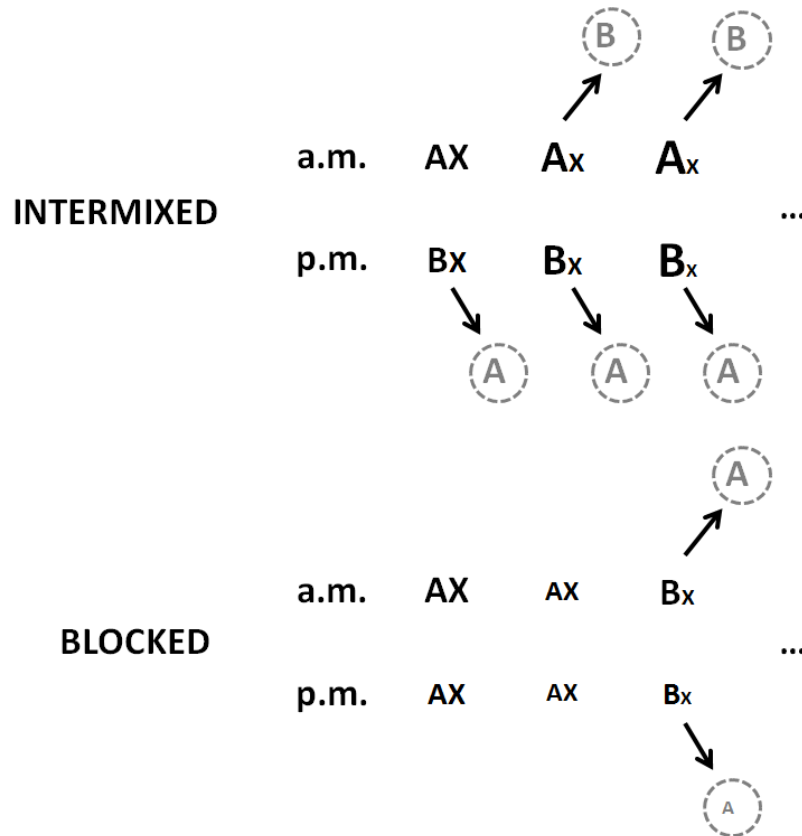 B B
a.m. AX AX AX
INTERMIXED ...
p.m. BX BX BX
A A A
A
a.m. AX AX BX
BLOCKED ...
p.m. AX AX BX
A